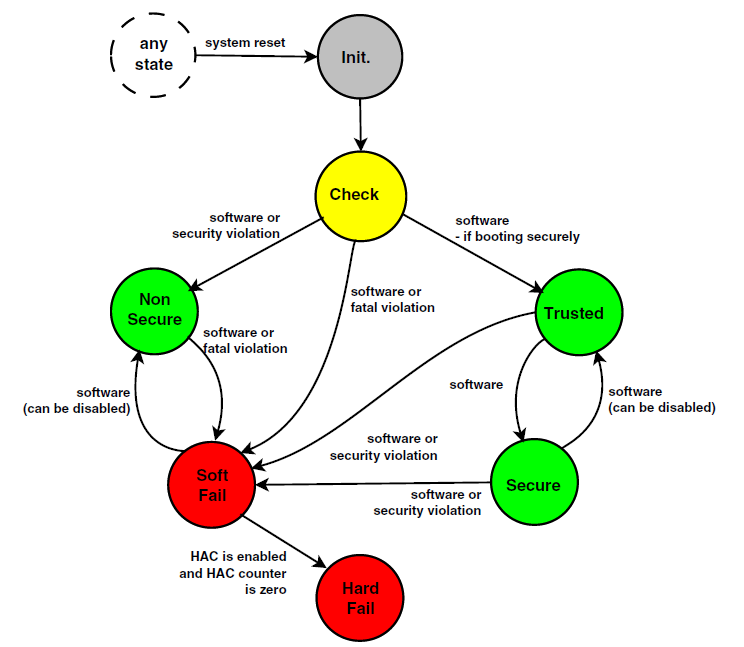 any
state
system reset
Init.
Check
software or
security violation
software
- if booting securely
Non
Secure
software or
fatal violation
software or
fatal violation
Trusted
software
(can be disabled)
software
software
(can be disabled)
software or
security violation
Soft
Fail
Secure
software or
security violation
HAC is enabled
and HAC counter
is zero
Hard
Fail